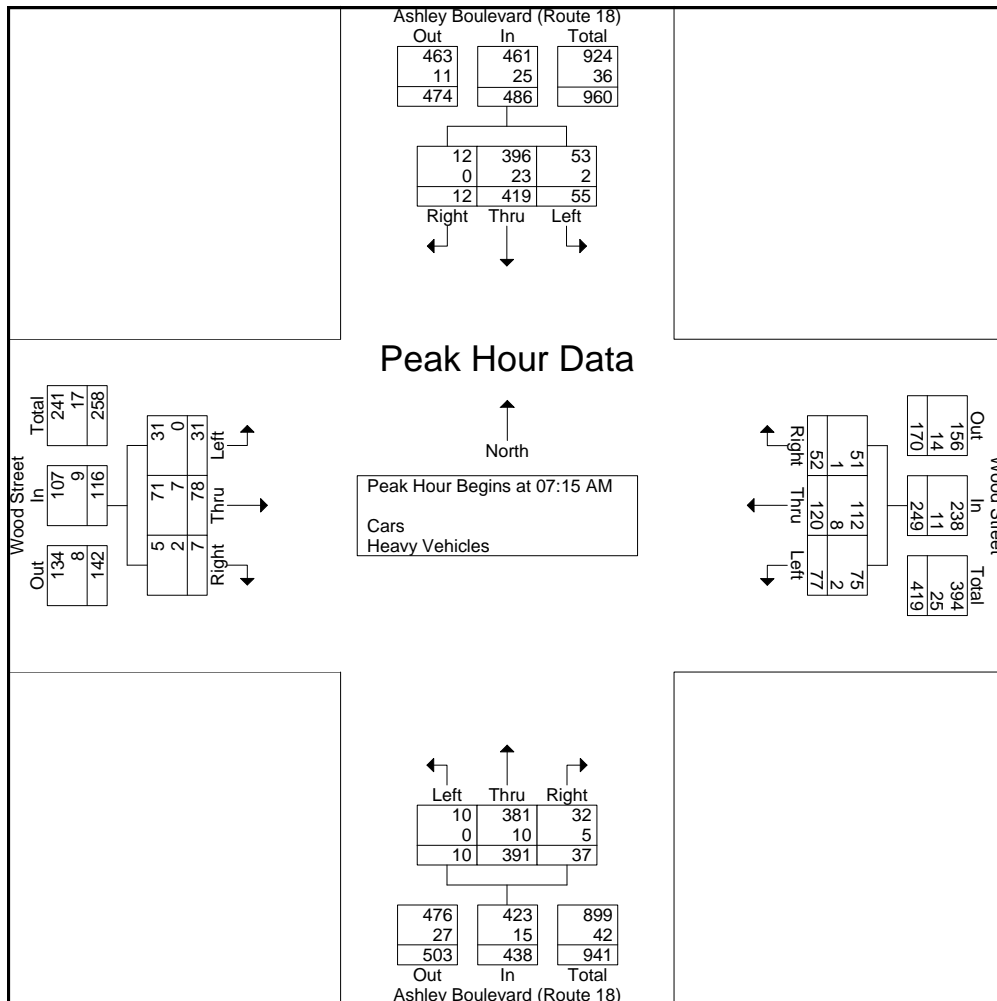 Ashley Boulevard (Route 18)
Out In Total
463 461 924
11 25 36
474 486 960
12 396 53
0 23 2
12 419 55
Right Thru Left
Peak Hour Data
North
Peak Hour Begins at 07:15 AM
Cars
Heavy Vehicles
Wood Street
Total In Out
241 107 134
17 9 8
258 116 142
31 71 5
0 7 2
31 78 7
Left Thru Right
Wood Street
Out In Total
156 238 394
14 11 25
170 249 419
51 112 75
1 8 2
52 120 77
Right Thru Left
Left Thru Right
10 381 32
0 10 5
10 391 37
476 423 899
27 15 42
503 438 941
Out In Total
Ashley Boulevard (Route 18)